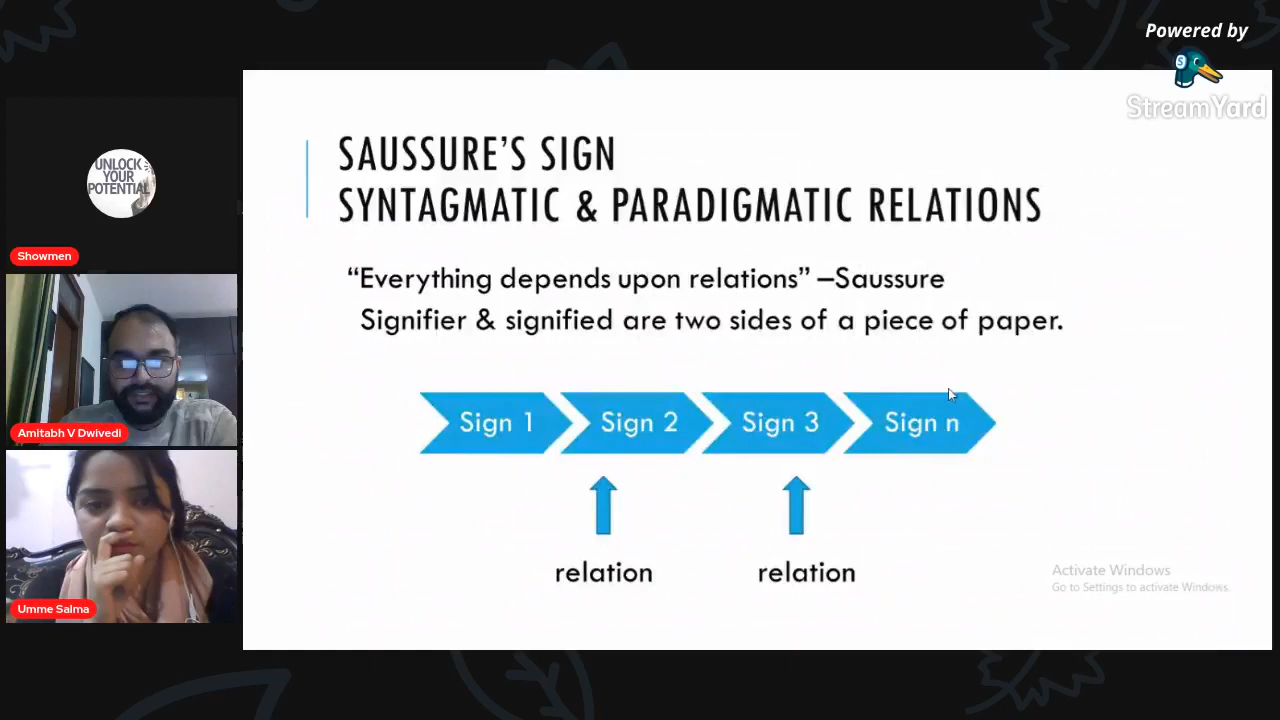 Powered by
StreamYard
UNLOCK
YOUR
POTENTIAL
Showmen
Amitabh V Dwivedi
Umme Salma
SAUSSURE'S SIGN
SYNTAGMATIC & PARADIGMATIC RELATIONS
“Everything depends upon relations” –Saussure
Signifier & signified are two sides of a piece of paper.
Sign 1 Sign 2 Sign 3 Sign n
relation relation
Activate Windows
Go to Settings to activate Windows.